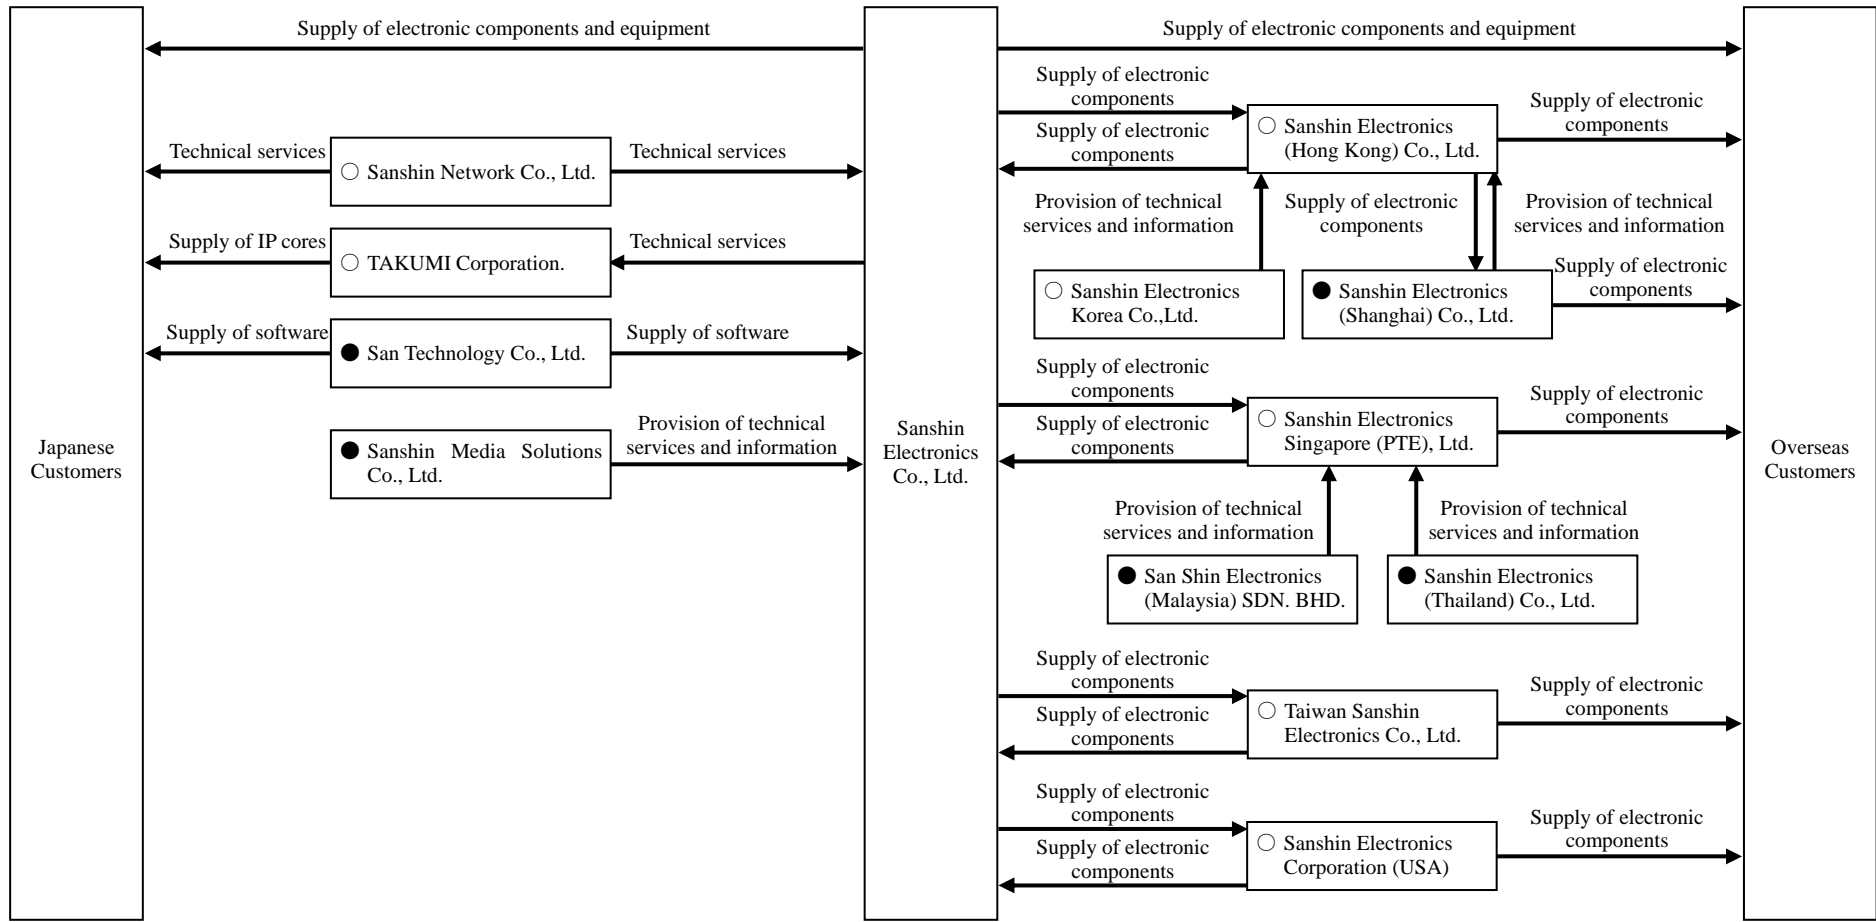 Supply of electronic components and equipment
Technical services
○ Sanshin Network Co., Ltd.
Technical services
Supply of IP cores
○ TAKUMI Corporation.
Technical services
Supply of software
● San Technology Co., Ltd.
Supply of software
● Sanshin Media Solutions
Co., Ltd.
Provision of technical
services and information
Japanese
Customers
Sanshin
Electronics
Co., Ltd.
Supply of electronic components and equipment
Supply of electronic
components
Supply of electronic
components
○ Sanshin Electronics
(Hong Kong) Co., Ltd.
Supply of electronic
components
Provision of technical
services and information
Supply of electronic
components
Provision of technical
services and information
○ Sanshin Electronics
Korea Co.,Ltd.
● Sanshin Electronics
(Shanghai) Co., Ltd.
Supply of electronic
components
Supply of electronic
components
Supply of electronic
components
○ Sanshin Electronics
Singapore (PTE), Ltd.
Supply of electronic
components
Provision of technical
services and information
Provision of technical
services and information
● San Shin Electronics
(Malaysia) SDN. BHD.
● Sanshin Electronics
(Thailand) Co., Ltd.
Supply of electronic
components
Supply of electronic
components
○ Taiwan Sanshin
Electronics Co., Ltd.
Supply of electronic
components
Supply of electronic
components
Supply of electronic
components
○ Sanshin Electronics
Corporation (USA)
Supply of electronic
components
Overseas
Customers